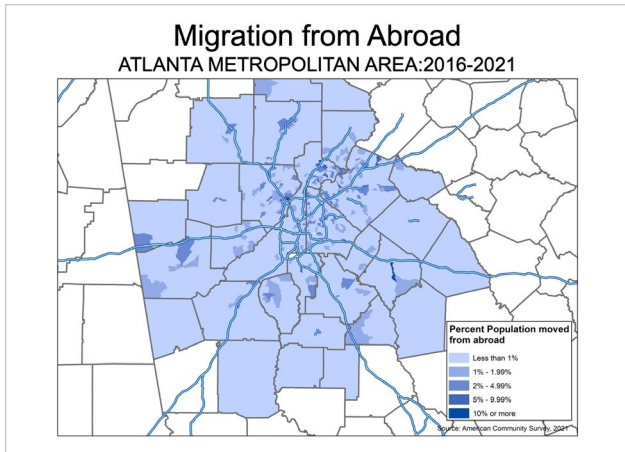 Migration from Abroad
ATLANTA METROPOLITAN AREA:2016-2021
Percent Population moved
from abroad
Less than 1%
1% - 1.99%
2% - 4.99%
5% - 9.99%
10% or more
Source: American Community Survey, 2021